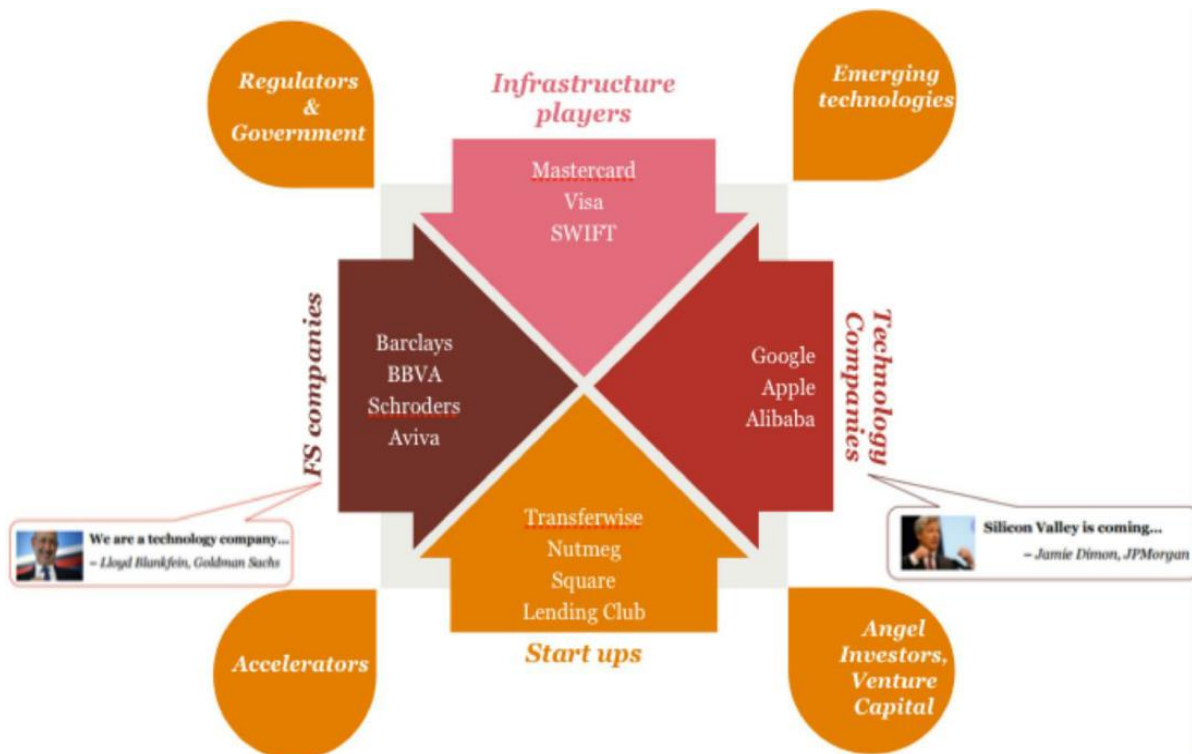 Regulators
&
Government
Infrastructure
players
Emerging
technologies
Mastercard
Visa
SWIFT
FS companies
Barclays
BBVA
Schroders
Aviva
Google
Apple
Alibaba
Technology
Companies
We are a technology company...
– Lloyd Blankfein, Goldman Sachs
Silicon Valley is coming...
– Jamie Dimon, JPMorgan
Transferwise
Nutmeg
Square
Lending Club
Start ups
Accelerators
Angel
Investors,
Venture
Capital